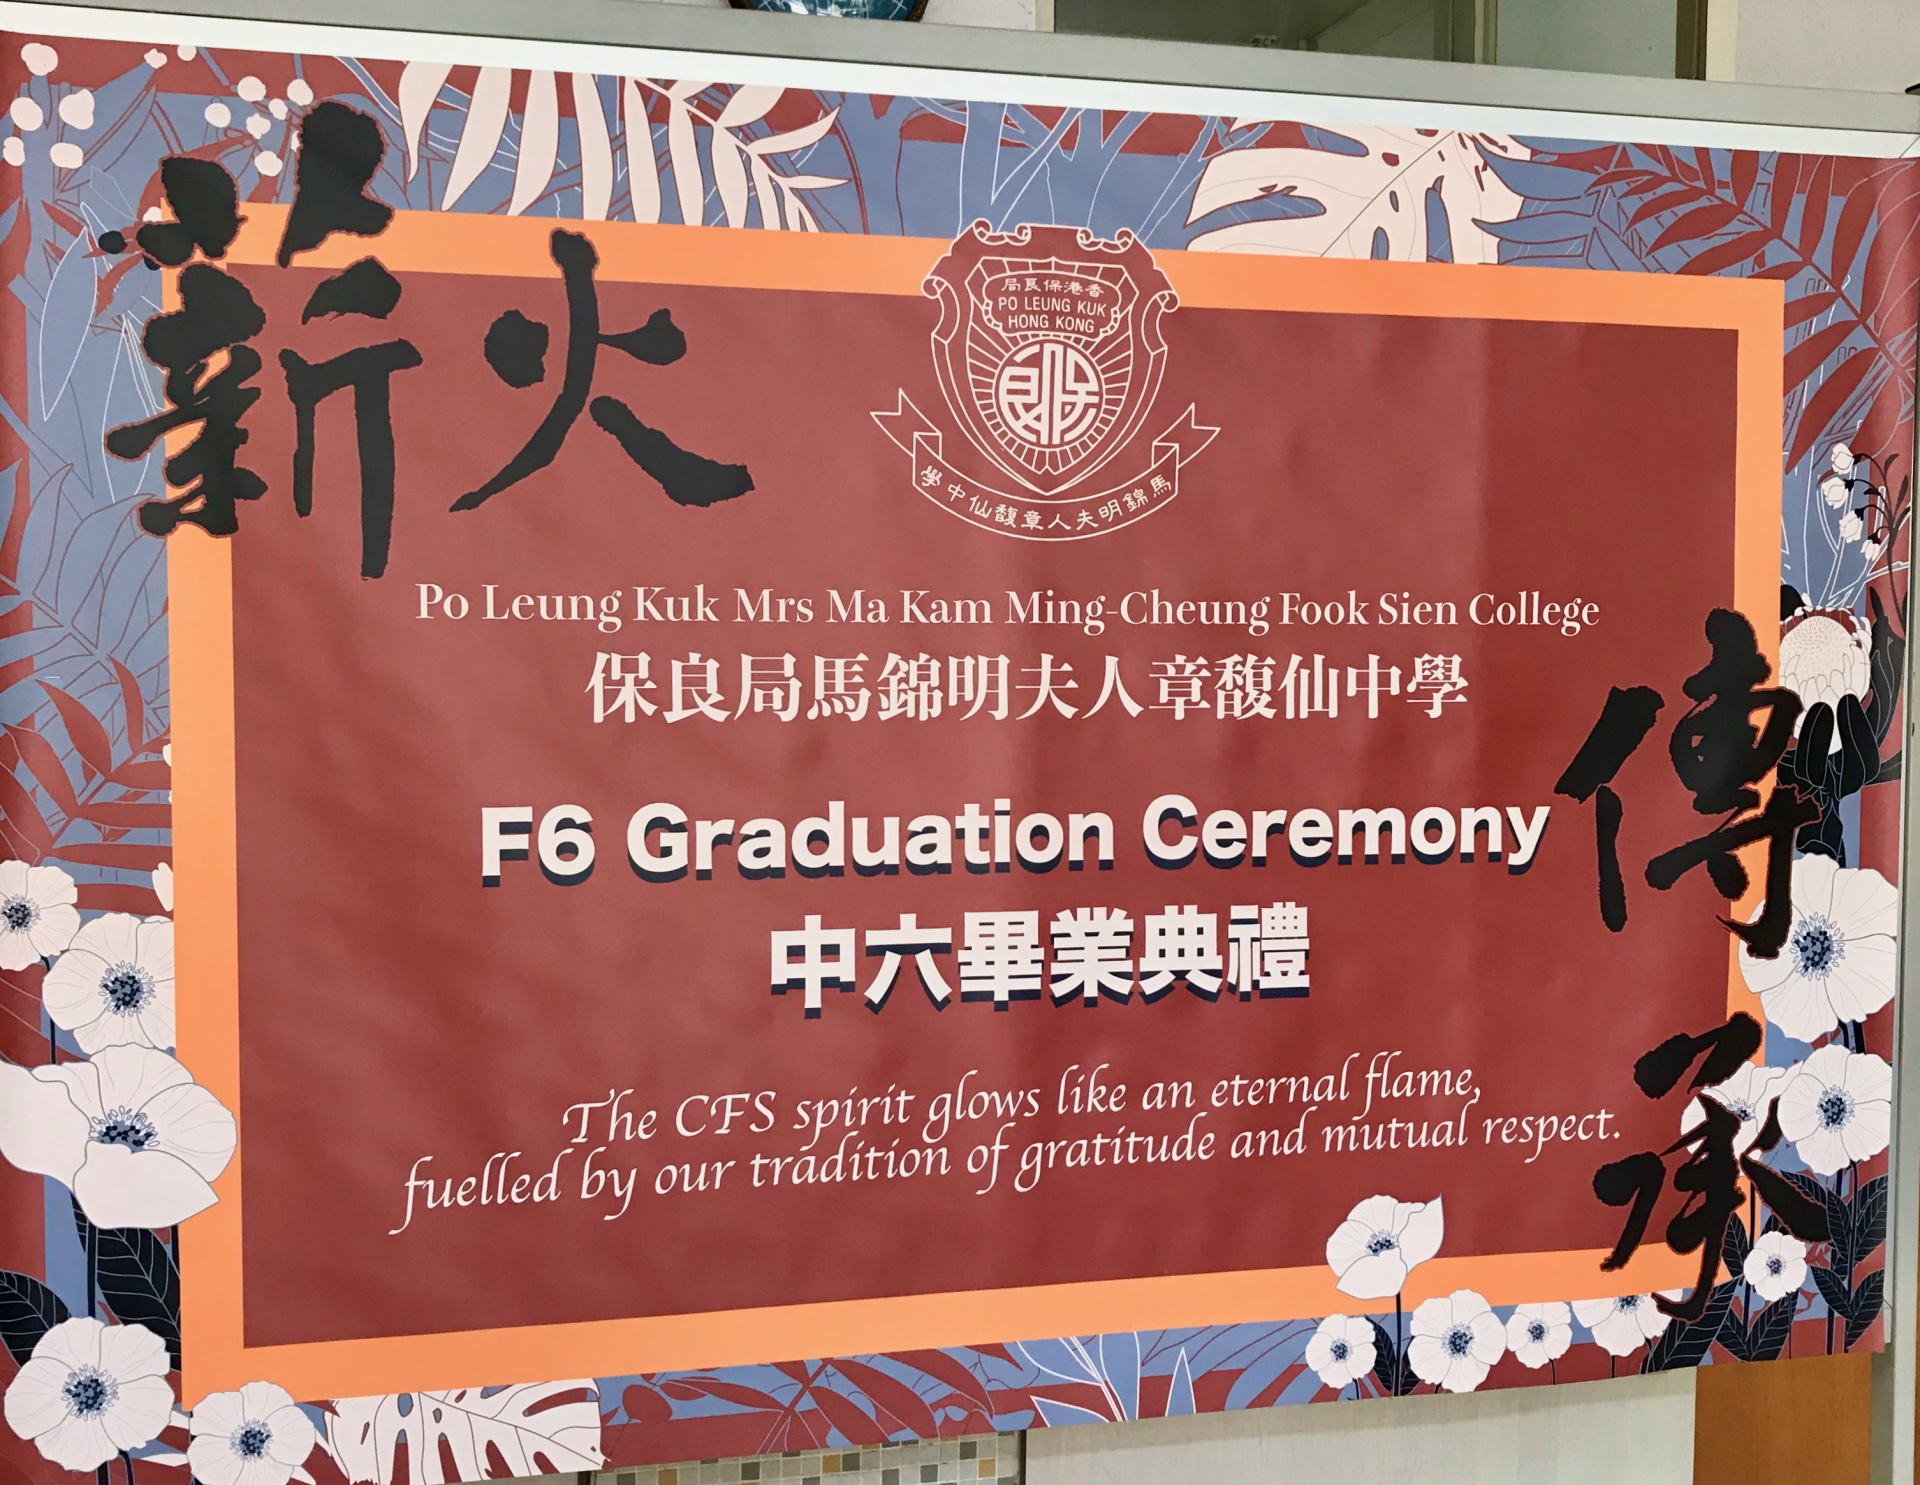 薪火
香港保良局
PO LEUNG KUK
HONG KONG
保良
馬錦明夫人章馥仙中學
Po Leung Kuk Mrs Ma Kam Ming-Cheung Fook Sien College
保良局馬錦明夫人章馥仙中學
F6 Graduation Ceremony
中六畢業典禮
The CFS spirit glows like an eternal flame,
fuelled by our tradition of gratitude and mutual respect.
傳
承